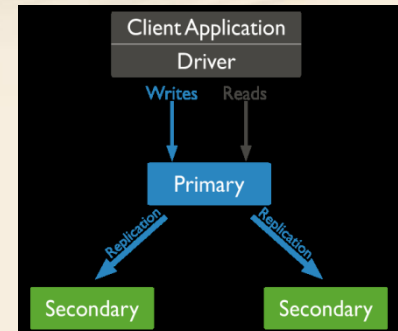 Client Application
Driver
Writes Reads
Primary
Replication Replication
Secondary Secondary